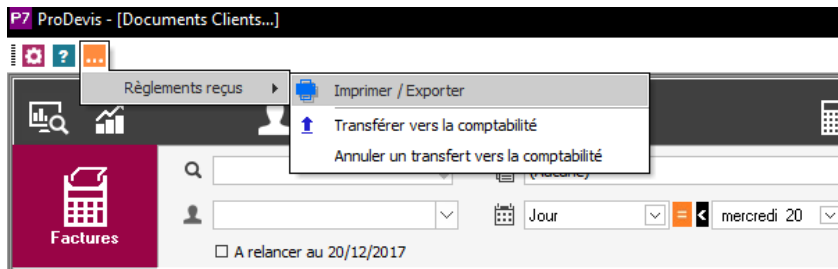 P7 ProDevis - [Documents Clients...]
? ...
Règlements reçus
Imprimer / Exporter
Transférer vers la comptabilité
Annuler un transfert vers la comptabilité
Jour = < mercredi 20
Factures
A relancer au 20/12/2017